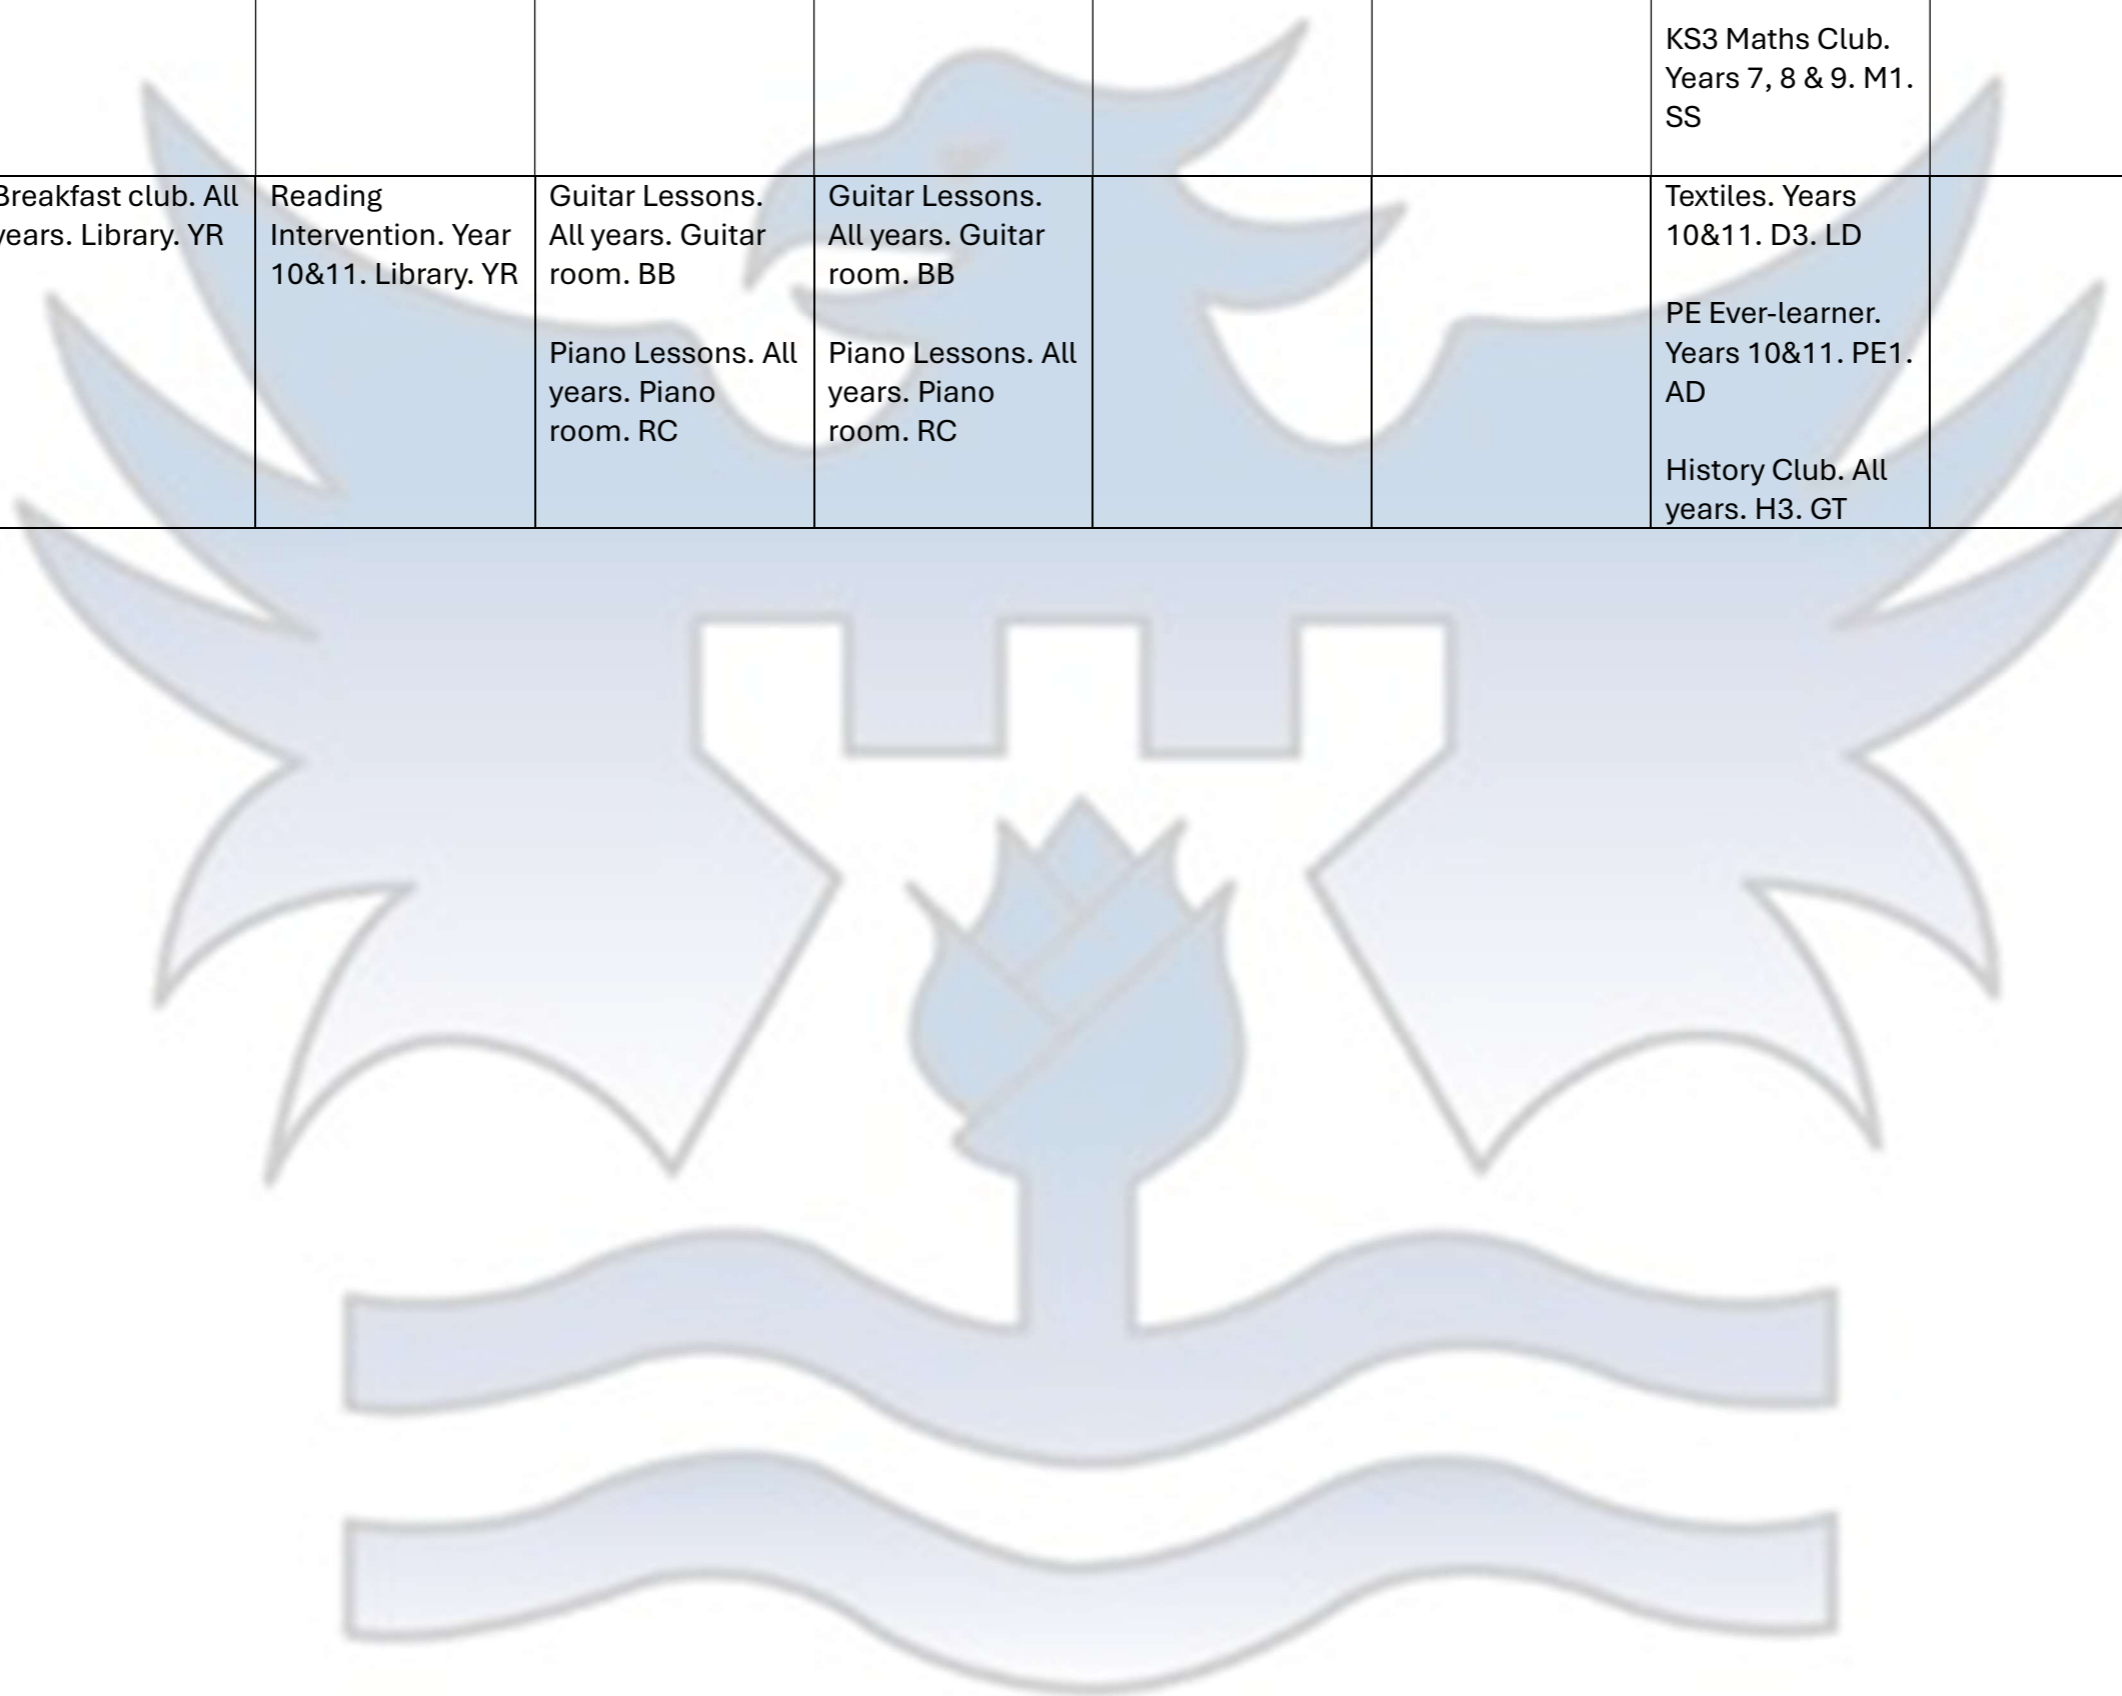 KS3 Maths Club.
Years 7, 8 & 9. M1.
SS
Breakfast club. All
years. Library. YR
Reading
Intervention. Year
10&11. Library. YR
Guitar Lessons.
All years. Guitar
room. BB
Piano Lessons. All
years. Piano
room. RC
Guitar Lessons.
All years. Guitar
room. BB
Piano Lessons. All
years. Piano
room. RC
Textiles. Years
10&11. D3. LD
PE Ever-learner.
Years 10&11. PE1.
AD
History Club. All
years. H3. GT